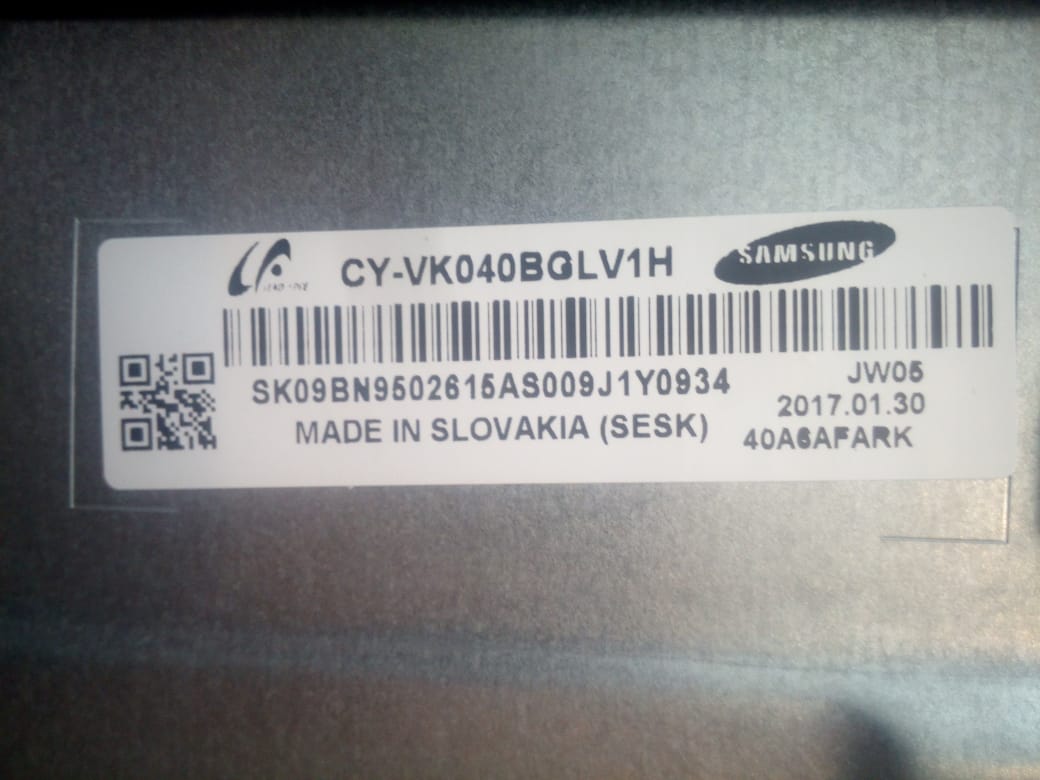 CY-VK040BGLV1H
SAMSUNG
SK09BN9502615AS009J1Y0934
JW05
2017.01.30
MADE IN SLOVAKIA (SESK)
40A6AFARK